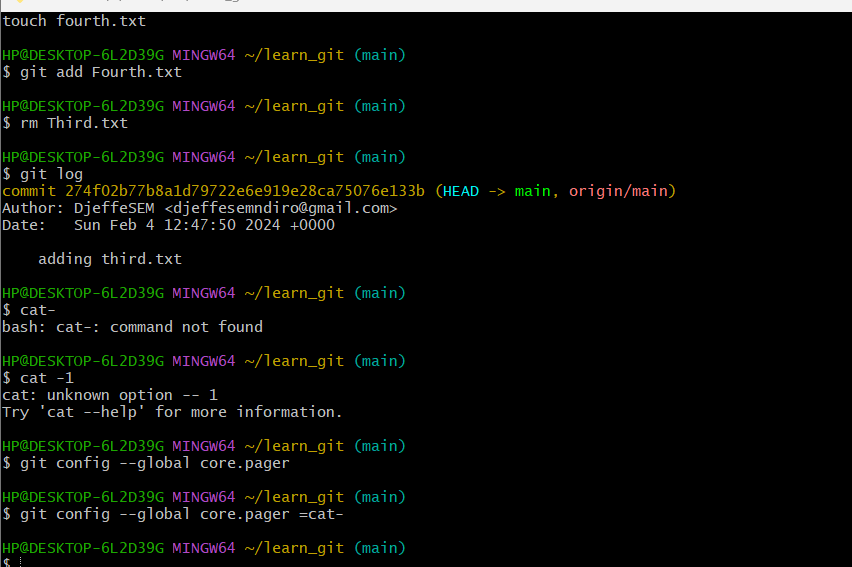 touch fourth.txt
HP@DESKTOP-6L2D39G MINGW64 ~/learn_git (main)
$ git add Fourth.txt
HP@DESKTOP-6L2D39G MINGW64 ~/learn_git (main)
$ rm Third.txt
HP@DESKTOP-6L2D39G MINGW64 ~/learn_git (main)
$ git log
commit 274f02b77b8a1d79722e6e919e28ca75076e133b (HEAD -> main, origin/main)
Author: DjeffeSEM <djeffesemndiro@gmail.com>
Date:   Sun Feb 4 12:47:50 2024 +0000
    adding third.txt
HP@DESKTOP-6L2D39G MINGW64 ~/learn_git (main)
$ cat-
bash: cat-: command not found
HP@DESKTOP-6L2D39G MINGW64 ~/learn_git (main)
$ cat -1
cat: unknown option -- 1
Try 'cat --help' for more information.
HP@DESKTOP-6L2D39G MINGW64 ~/learn_git (main)
$ git config --global core.pager
HP@DESKTOP-6L2D39G MINGW64 ~/learn_git (main)
$ git config --global core.pager =cat-
HP@DESKTOP-6L2D39G MINGW64 ~/learn_git (main)
$